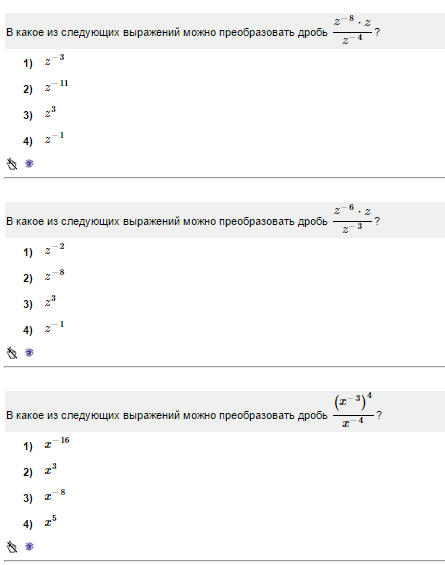 В какое из следующих выражений можно преобразовать дробь \frac{z^{-8} \cdot z}{z^{-4}}?
1) z^{-3}
2) z^{-11}
3) z^{3}
4) z^{-1}
В какое из следующих выражений можно преобразовать дробь \frac{z^{-6} \cdot z}{z^{-3}}?
1) z^{-2}
2) z^{-8}
3) z^{3}
4) z^{-1}
В какое из следующих выражений можно преобразовать дробь \frac{(x^{-3})^{4}}{x^{-4}}?
1) x^{-16}
2) x^{3}
3) x^{-8}
4) x^{5}